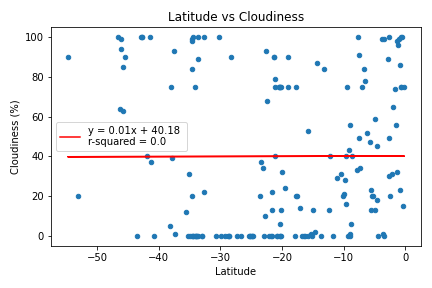 Latitude vs Cloudiness
100
80
60
40
20
0
Cloudiness (%)
y = 0.01x + 40.18
r-squared = 0.0
−50
−40
−30
−20
−10
0
Latitude